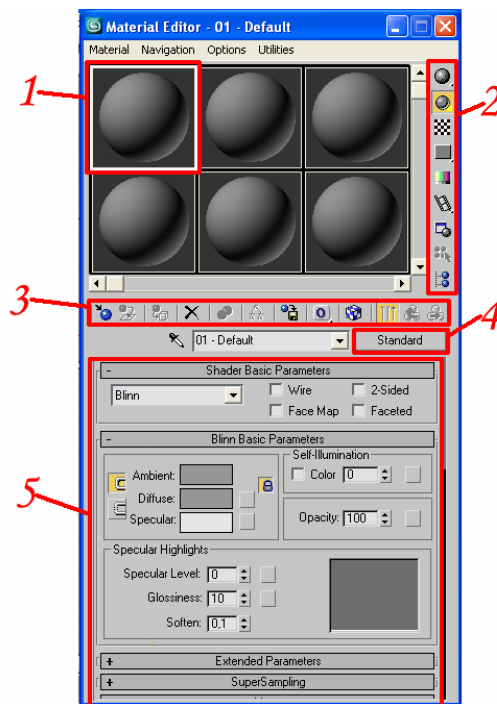 Material Editor - 01 - Default
Material Navigation Options Utilities
1
2
3
4
01 - Default Standard
- Shader Basic Parameters
Blinn Wire 2-Sided
Face Map Faceted
- Blinn Basic Parameters
Self-Illumination
Ambient: Color 0
Diffuse:
Specular: Opacity: 100
5
Specular Highlights
Specular Level: 0
Glossiness: 10
Soften: 0,1
+ Extended Parameters
+ SuperSampling